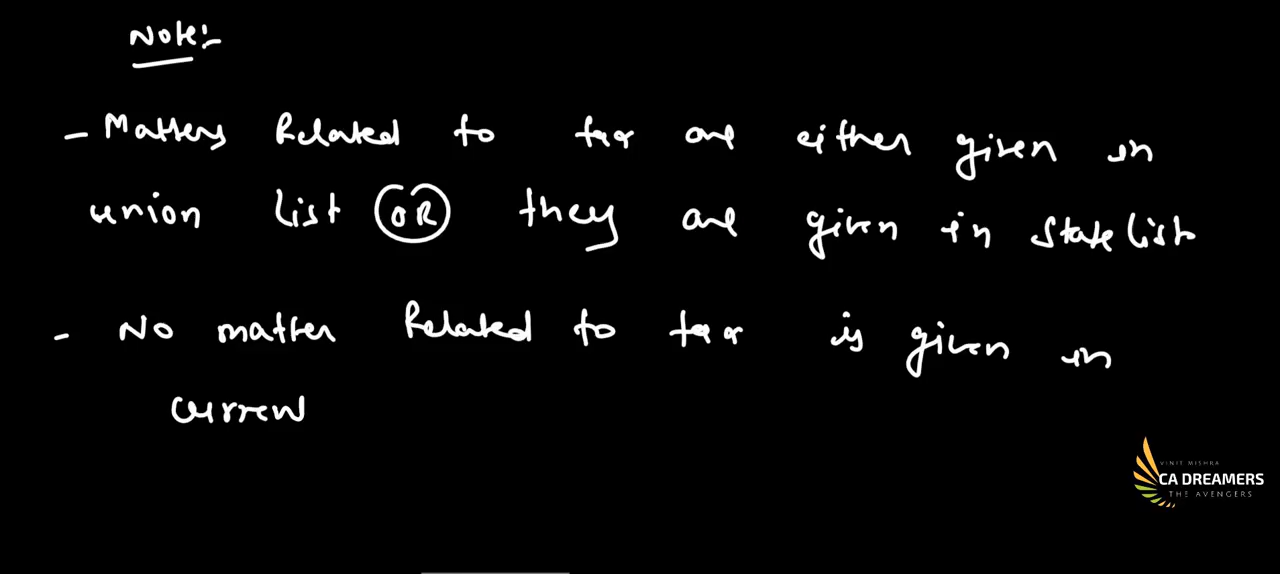 Note:-
- Matters Related to tax are either given in
union list OR they are given in State list
- No matter Related to tax is given in
curren
VINIT MISHRA
CA DREAMERS
THE AVENGERS